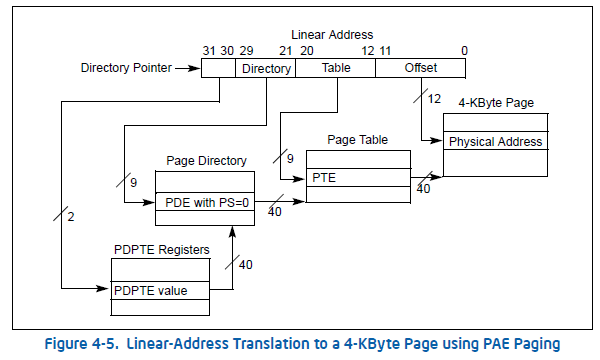 Linear Address
31 30 29 21 20 12 11 0
Directory Pointer Directory Table Offset
12 4-KByte Page
Page Table Physical Address
Page Directory 9
9 PTE 40
PDE with PS=0 40
2
PDPTE Registers
40
PDPTE value
Figure 4-5. Linear-Address Translation to a 4-KByte Page using PAE Paging